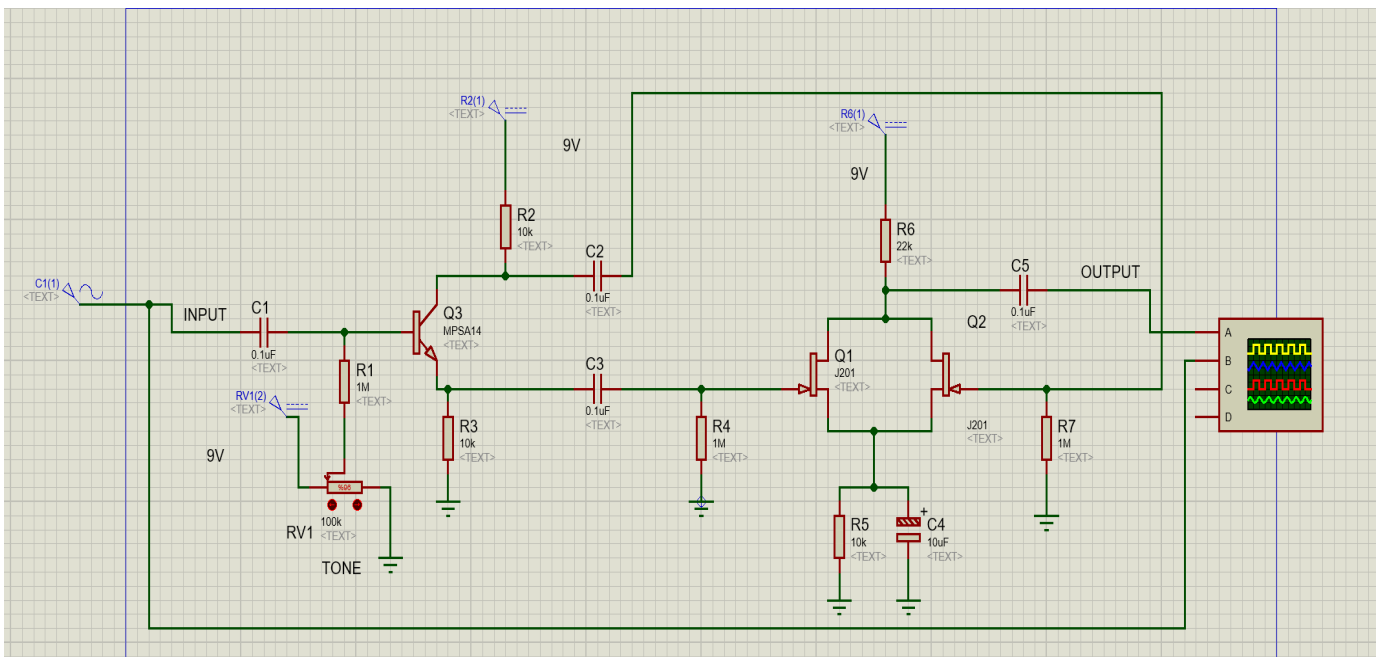 R2(1)
<TEXT>
9V
R6(1)
<TEXT>
9V
R2
10k
<TEXT>
R6
22k
<TEXT>
C2
0.1uF
<TEXT>
C5
0.1uF
<TEXT>
OUTPUT
C1(1)
<TEXT>
INPUT
C1
0.1uF
<TEXT>
Q3
MPSA14
<TEXT>
Q2
J201
<TEXT>
Q1
J201
<TEXT>
A
B
C
D
R1
1M
<TEXT>
C3
0.1uF
<TEXT>
RV1(2)
<TEXT>
9V
R3
10k
<TEXT>
R4
1M
<TEXT>
R7
1M
<TEXT>
RV1
100k
<TEXT>
TONE
R5
10k
<TEXT>
+
C4
10uF
<TEXT>